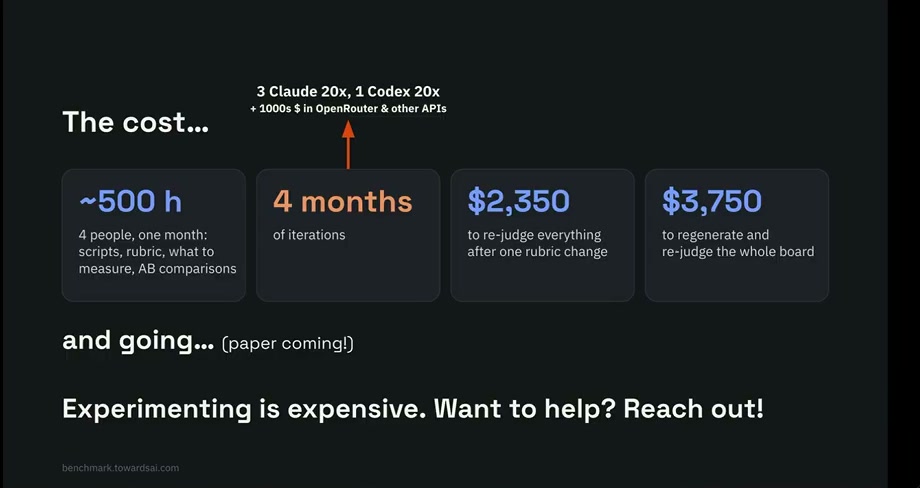 3 Claude 20x, 1 Codex 20x
+ 1000s $ in OpenRouter & other APIs
The cost...
~500 h
4 people, one month:
scripts, rubric, what to
measure, AB comparisons
4 months
of iterations
$2,350
to re-judge everything
after one rubric change
$3,750
to regenerate and
re-judge the whole board
and going... (paper coming!)
Experimenting is expensive. Want to help? Reach out!
benchmark.towardsai.com